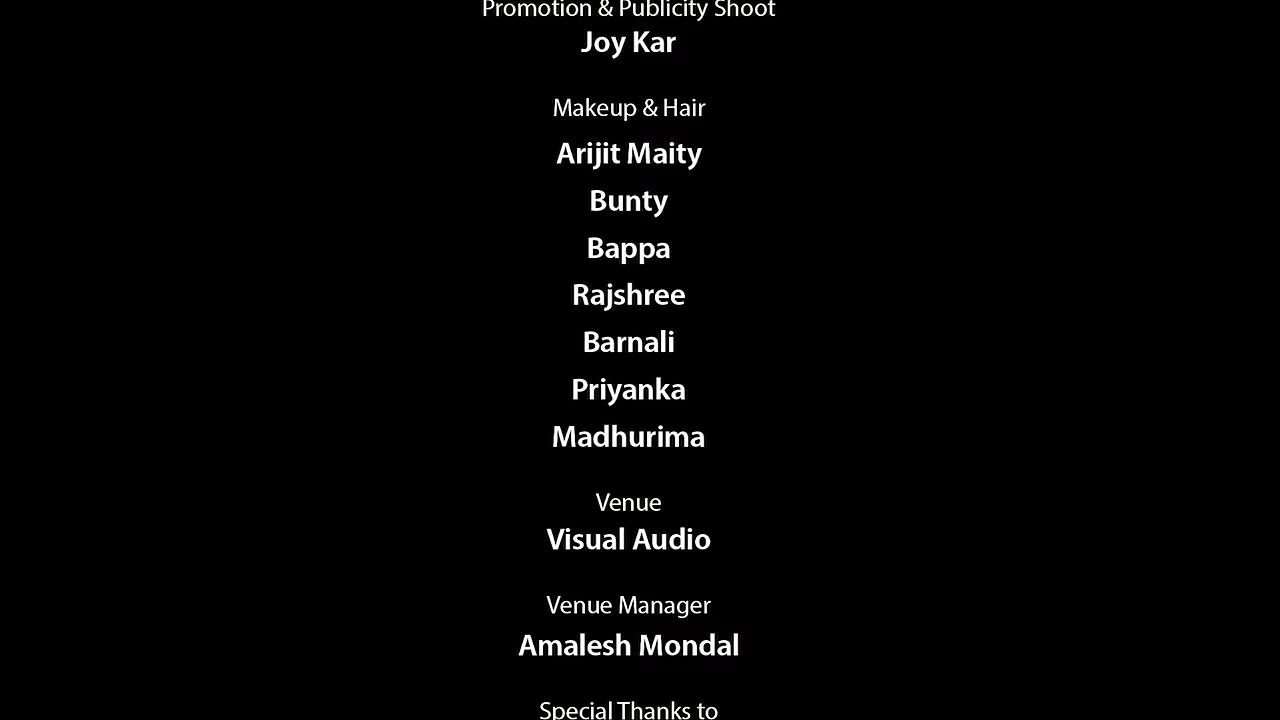 Promotion & Publicity Shoot
Joy Kar
Makeup & Hair
Arijit Maity
Bunty
Bappa
Rajshree
Barnali
Priyanka
Madhurima
Venue
Visual Audio
Venue Manager
Amalesh Mondal
Special Thanks to